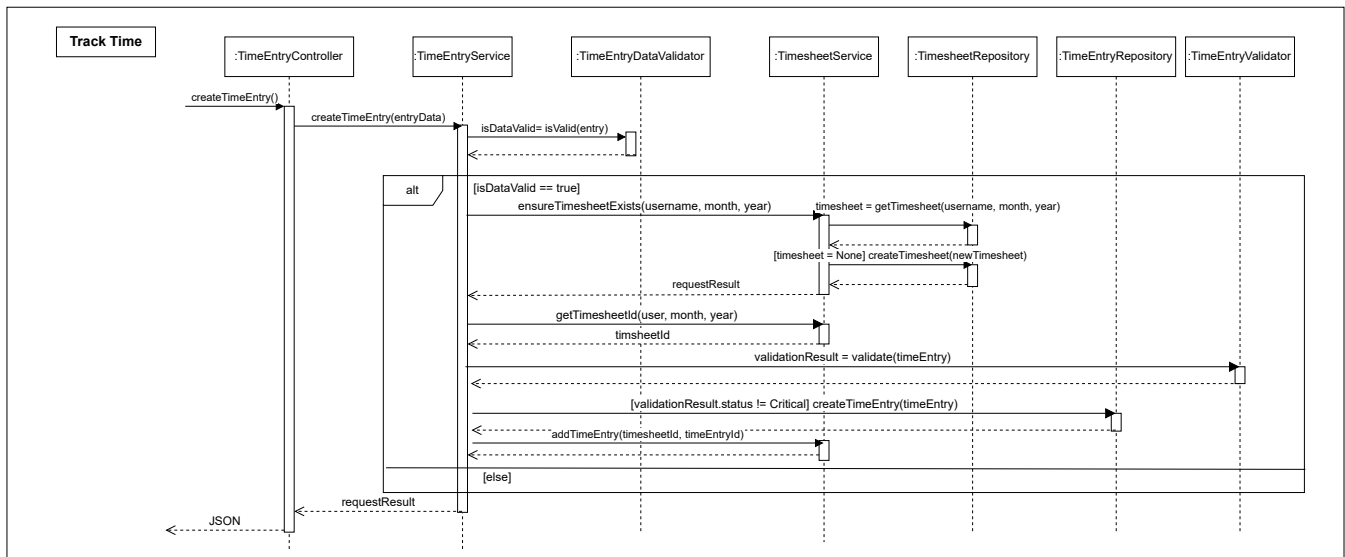 Track Time
:TimeEntryController
:TimeEntryService
:TimeEntryDataValidator
:TimesheetService
:TimesheetRepository
:TimeEntryRepository
:TimeEntryValidator
createTimeEntry()
createTimeEntry(entryData)
isDataValid= isValid(entry)
alt
[isDataValid == true]
ensureTimesheetExists(username, month, year)
timesheet = getTimesheet(username, month, year)
[timesheet = None] createTimesheet(newTimesheet)
requestResult
getTimesheetId(user, month, year)
timsheetId
validationResult = validate(timeEntry)
[validationResult.status != Critical] createTimeEntry(timeEntry)
addTimeEntry(timesheetId, timeEntryId)
[else]
requestResult
JSON